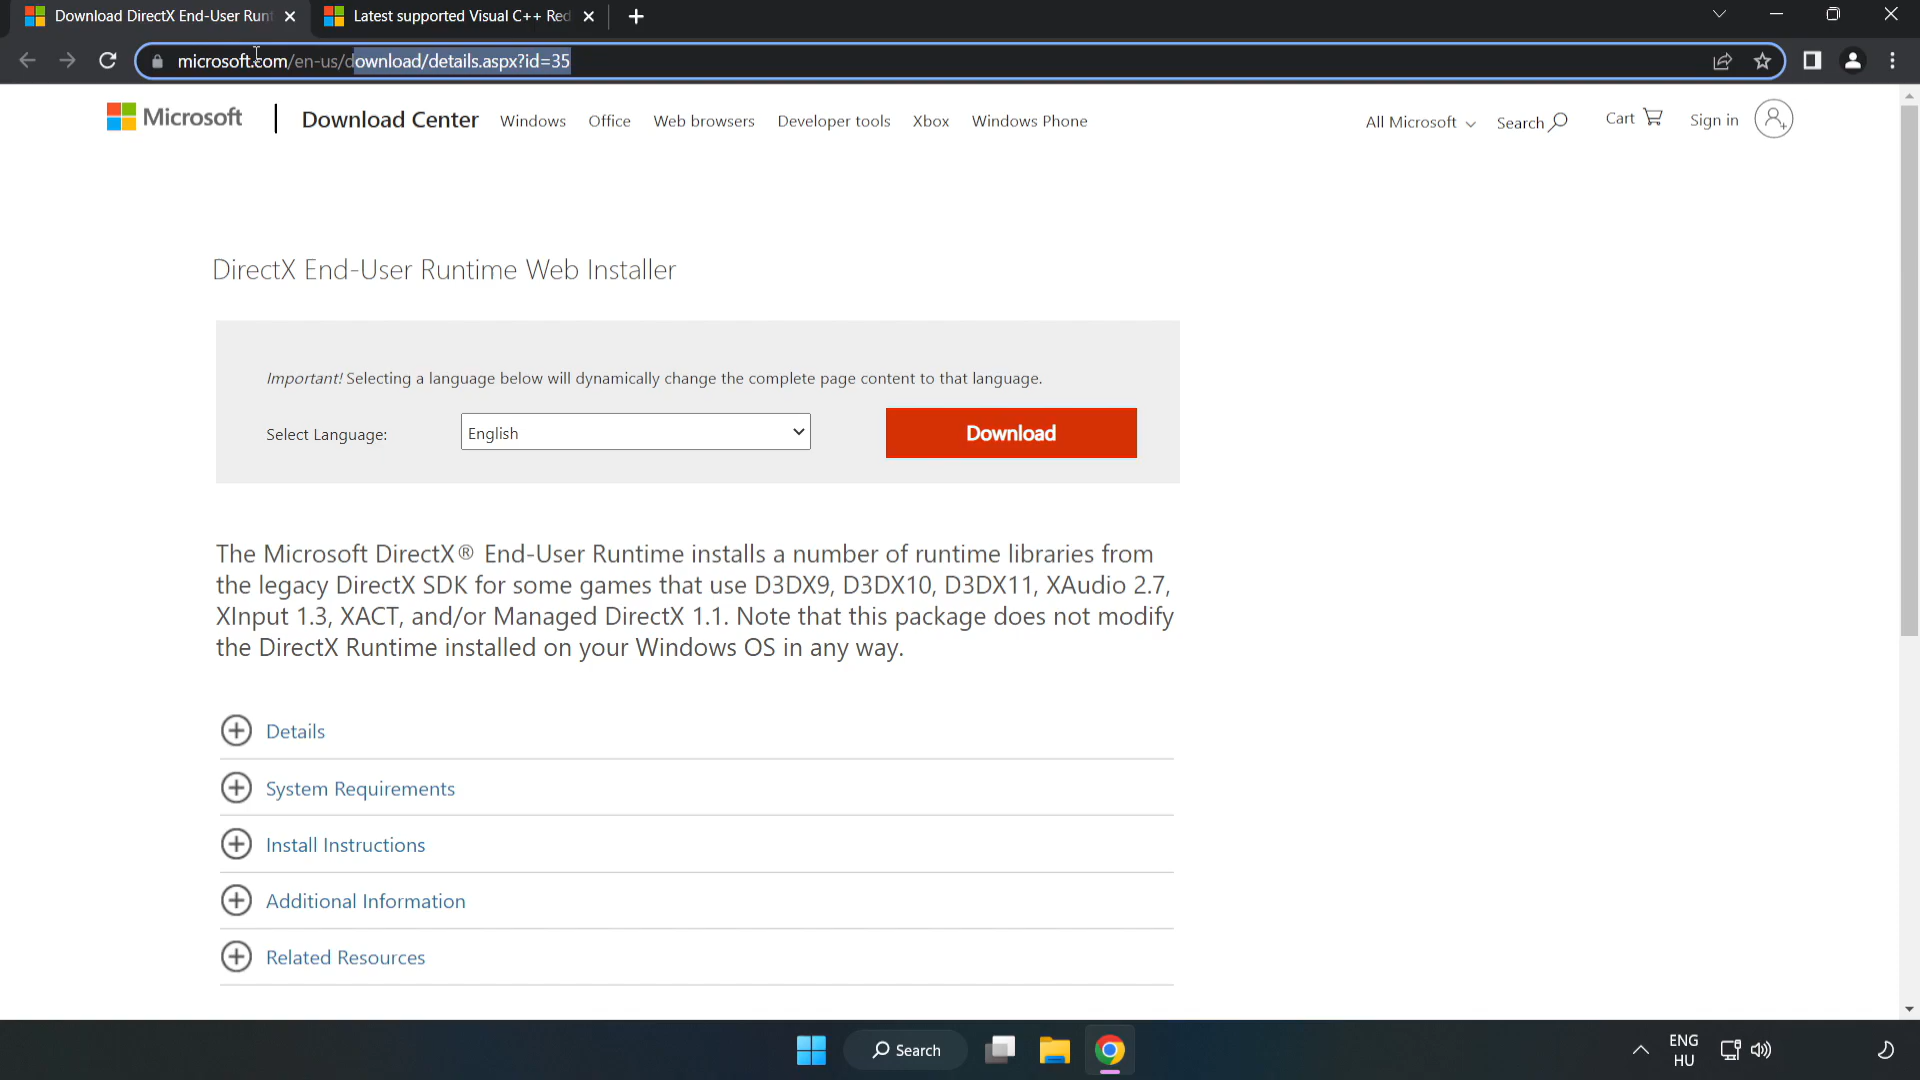 Download DirectX End-User Runt
Latest supported Visual C++ Red
microsoft.com/en-us/download/details.aspx?id=35
Microsoft
Download Center
Windows
Office
Web browsers
Developer tools
Xbox
Windows Phone
All Microsoft
Search
Cart
Sign in
DirectX End-User Runtime Web Installer
Important! Selecting a language below will dynamically change the complete page content to that language.
Select Language:
English
Download
The Microsoft DirectX® End-User Runtime installs a number of runtime libraries from
the legacy DirectX SDK for some games that use D3DX9, D3DX10, D3DX11, XAudio 2.7,
XInput 1.3, XACT, and/or Managed DirectX 1.1. Note that this package does not modify
the DirectX Runtime installed on your Windows OS in any way.
Details
System Requirements
Install Instructions
Additional Information
Related Resources
Search
ENG
HU